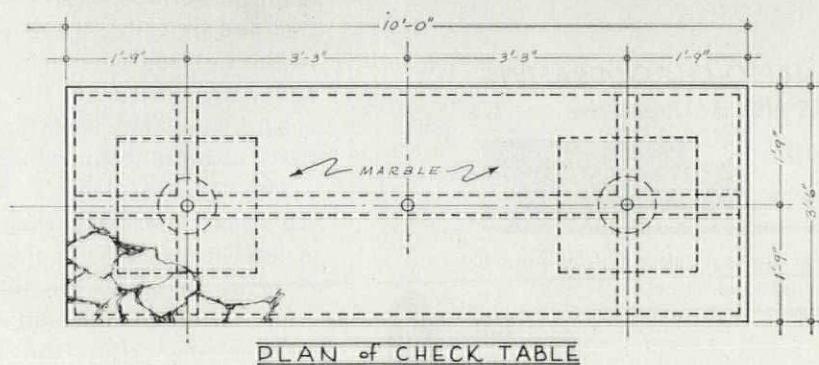 10'-0"
1'-9" 3'-3" 3'-3" 1'-9"
MARBLE
1'-9"
3'-6"
1'-9"
PLAN of CHECK TABLE